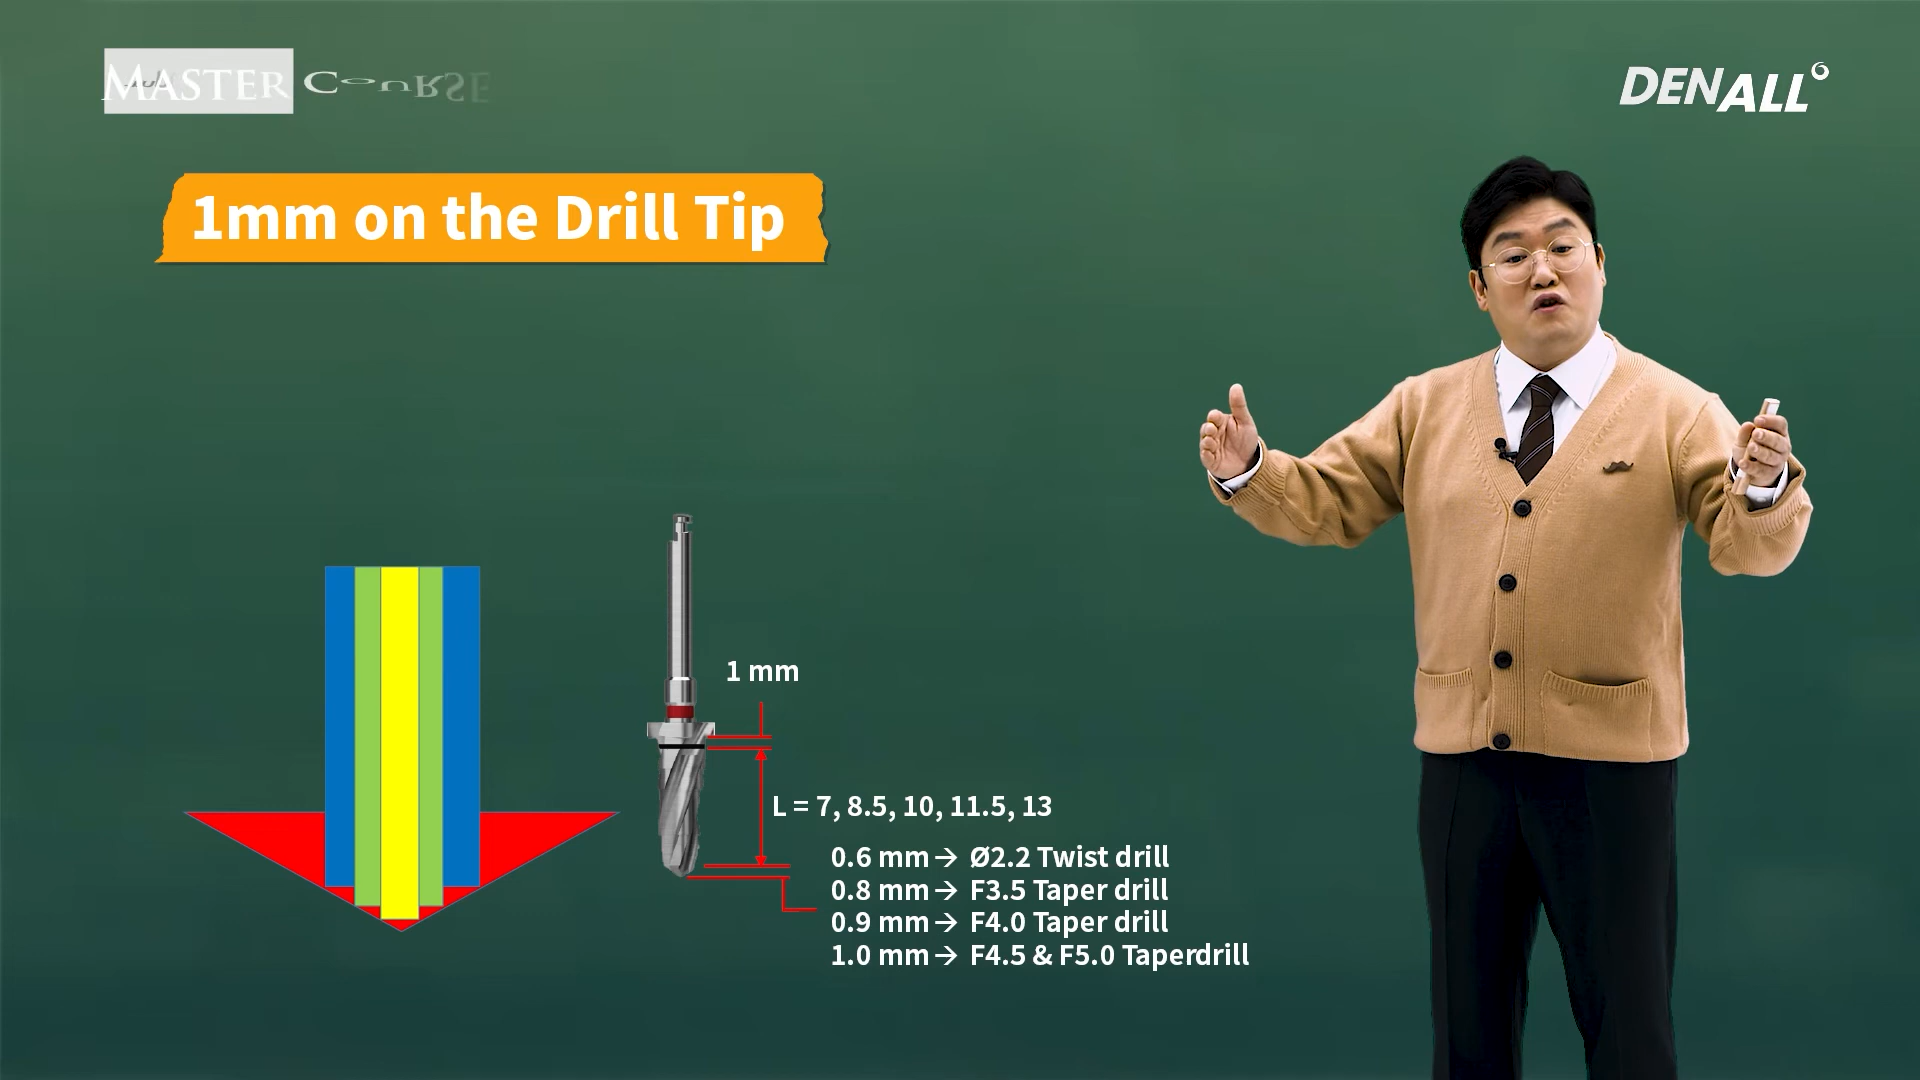 MASTER COURSE
DENALL
1mm on the Drill Tip
1 mm
L = 7, 8.5, 10, 11.5, 13
0.6 mm→ Ø2.2 Twist drill
0.8 mm→ F3.5 Taper drill
0.9 mm→ F4.0 Taper drill
1.0 mm→ F4.5 & F5.0 Taperdrill